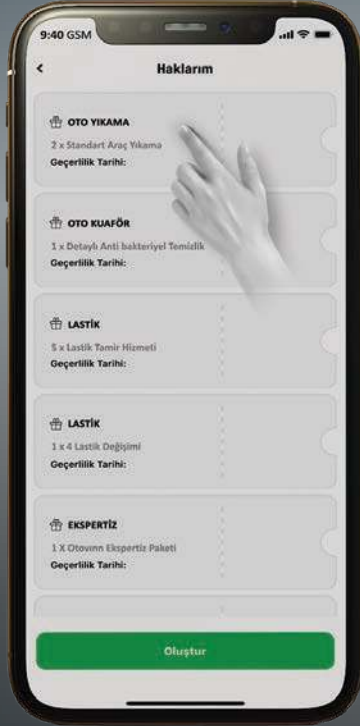 9:40 GSM
Haklarım
OTO YIKAMA
2 x Standart Araç Yıkama
Geçerlilik Tarihi:
OTO KUAFÖR
1 x Detaylı Anti bakteriyel Temizlik
Geçerlilik Tarihi:
LASTİK
5 x Lastik Tamir Hizmeti
Geçerlilik Tarihi:
LASTİK
1 x 4 Lastik Değişimi
Geçerlilik Tarihi:
EKSPERTİZ
1 X Otovınn Ekspertiz Paketi
Geçerlilik Tarihi:
Oluştur